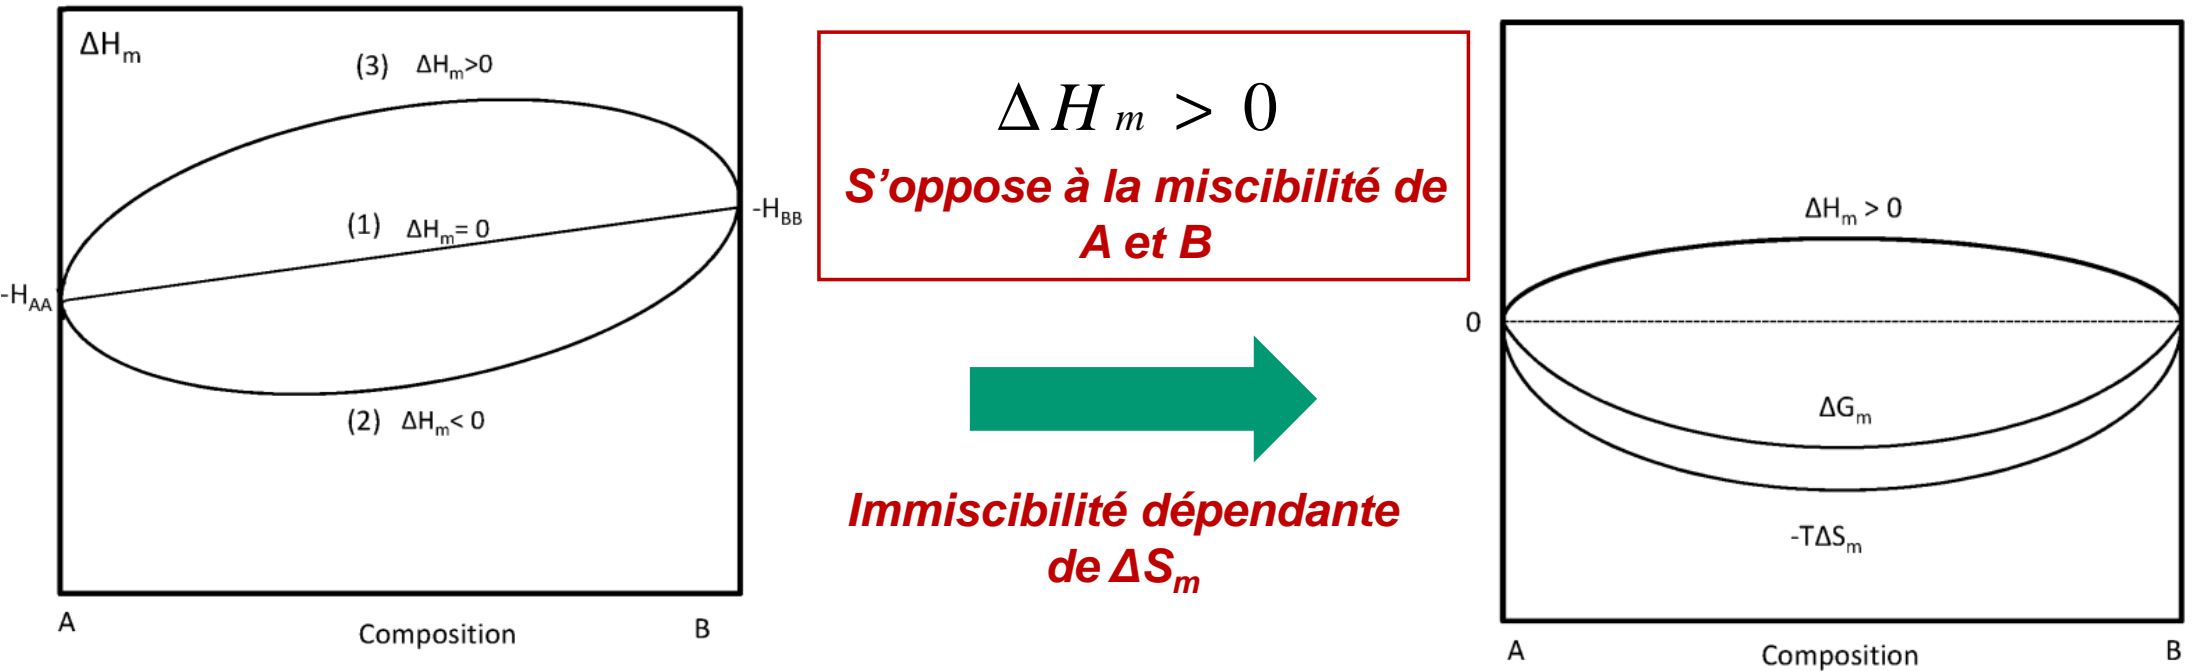 ΔHm
(3) ΔHm>0
(1) ΔHm= 0
-HBB
-HAA
(2) ΔHm< 0
A
B
Composition
Δ H m > 0
S’oppose à la miscibilité de
A et B
Immiscibilité dépendante
de ΔSm
ΔHm > 0
0
ΔGm
-TΔSm
A
B
Composition